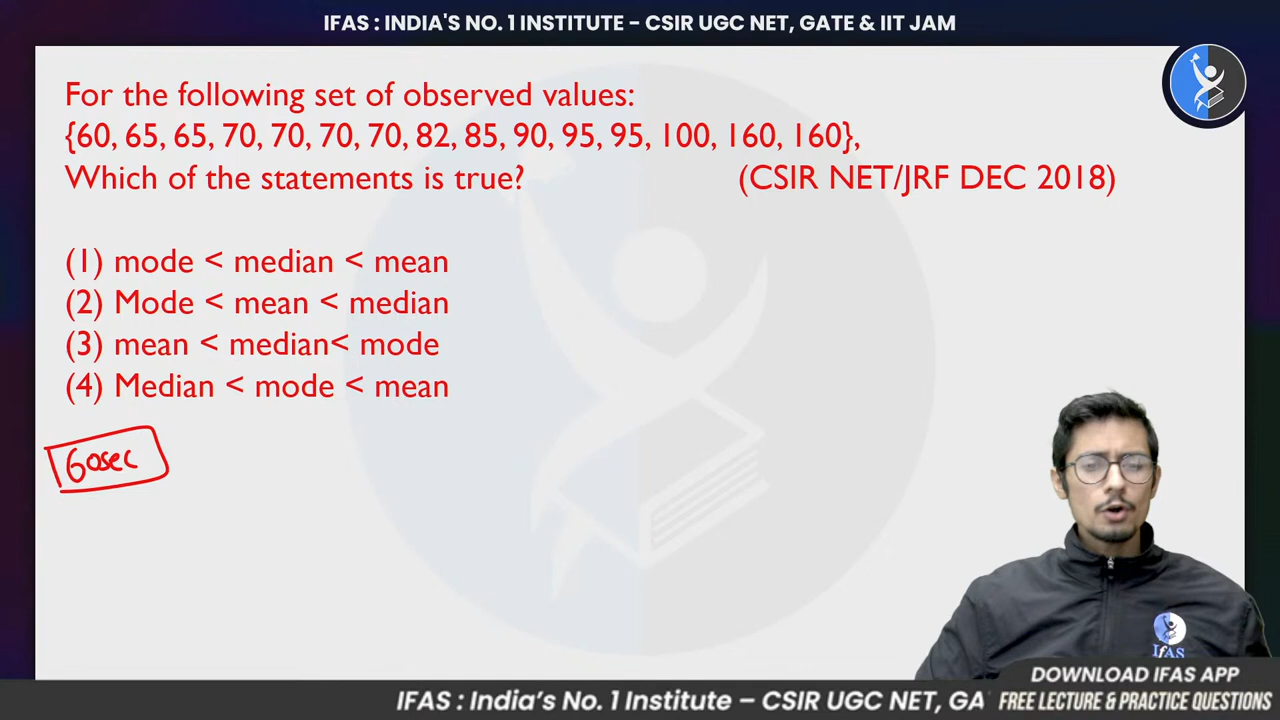 IFAS : INDIA'S NO. 1 INSTITUTE – CSIR UGC NET, GATE & IIT JAM
For the following set of observed values:
{60, 65, 65, 70, 70, 70, 70, 82, 85, 90, 95, 95, 100, 160, 160},
Which of the statements is true? (CSIR NET/JRF DEC 2018)
(1) mode < median < mean
(2) Mode < mean < median
(3) mean < median< mode
(4) Median < mode < mean
60sec
IFAS
DOWNLOAD IFAS APP
IFAS : India’s No. 1 Institute – CSIR UGC NET, GA
FREE LECTURE & PRACTICE QUESTIONS